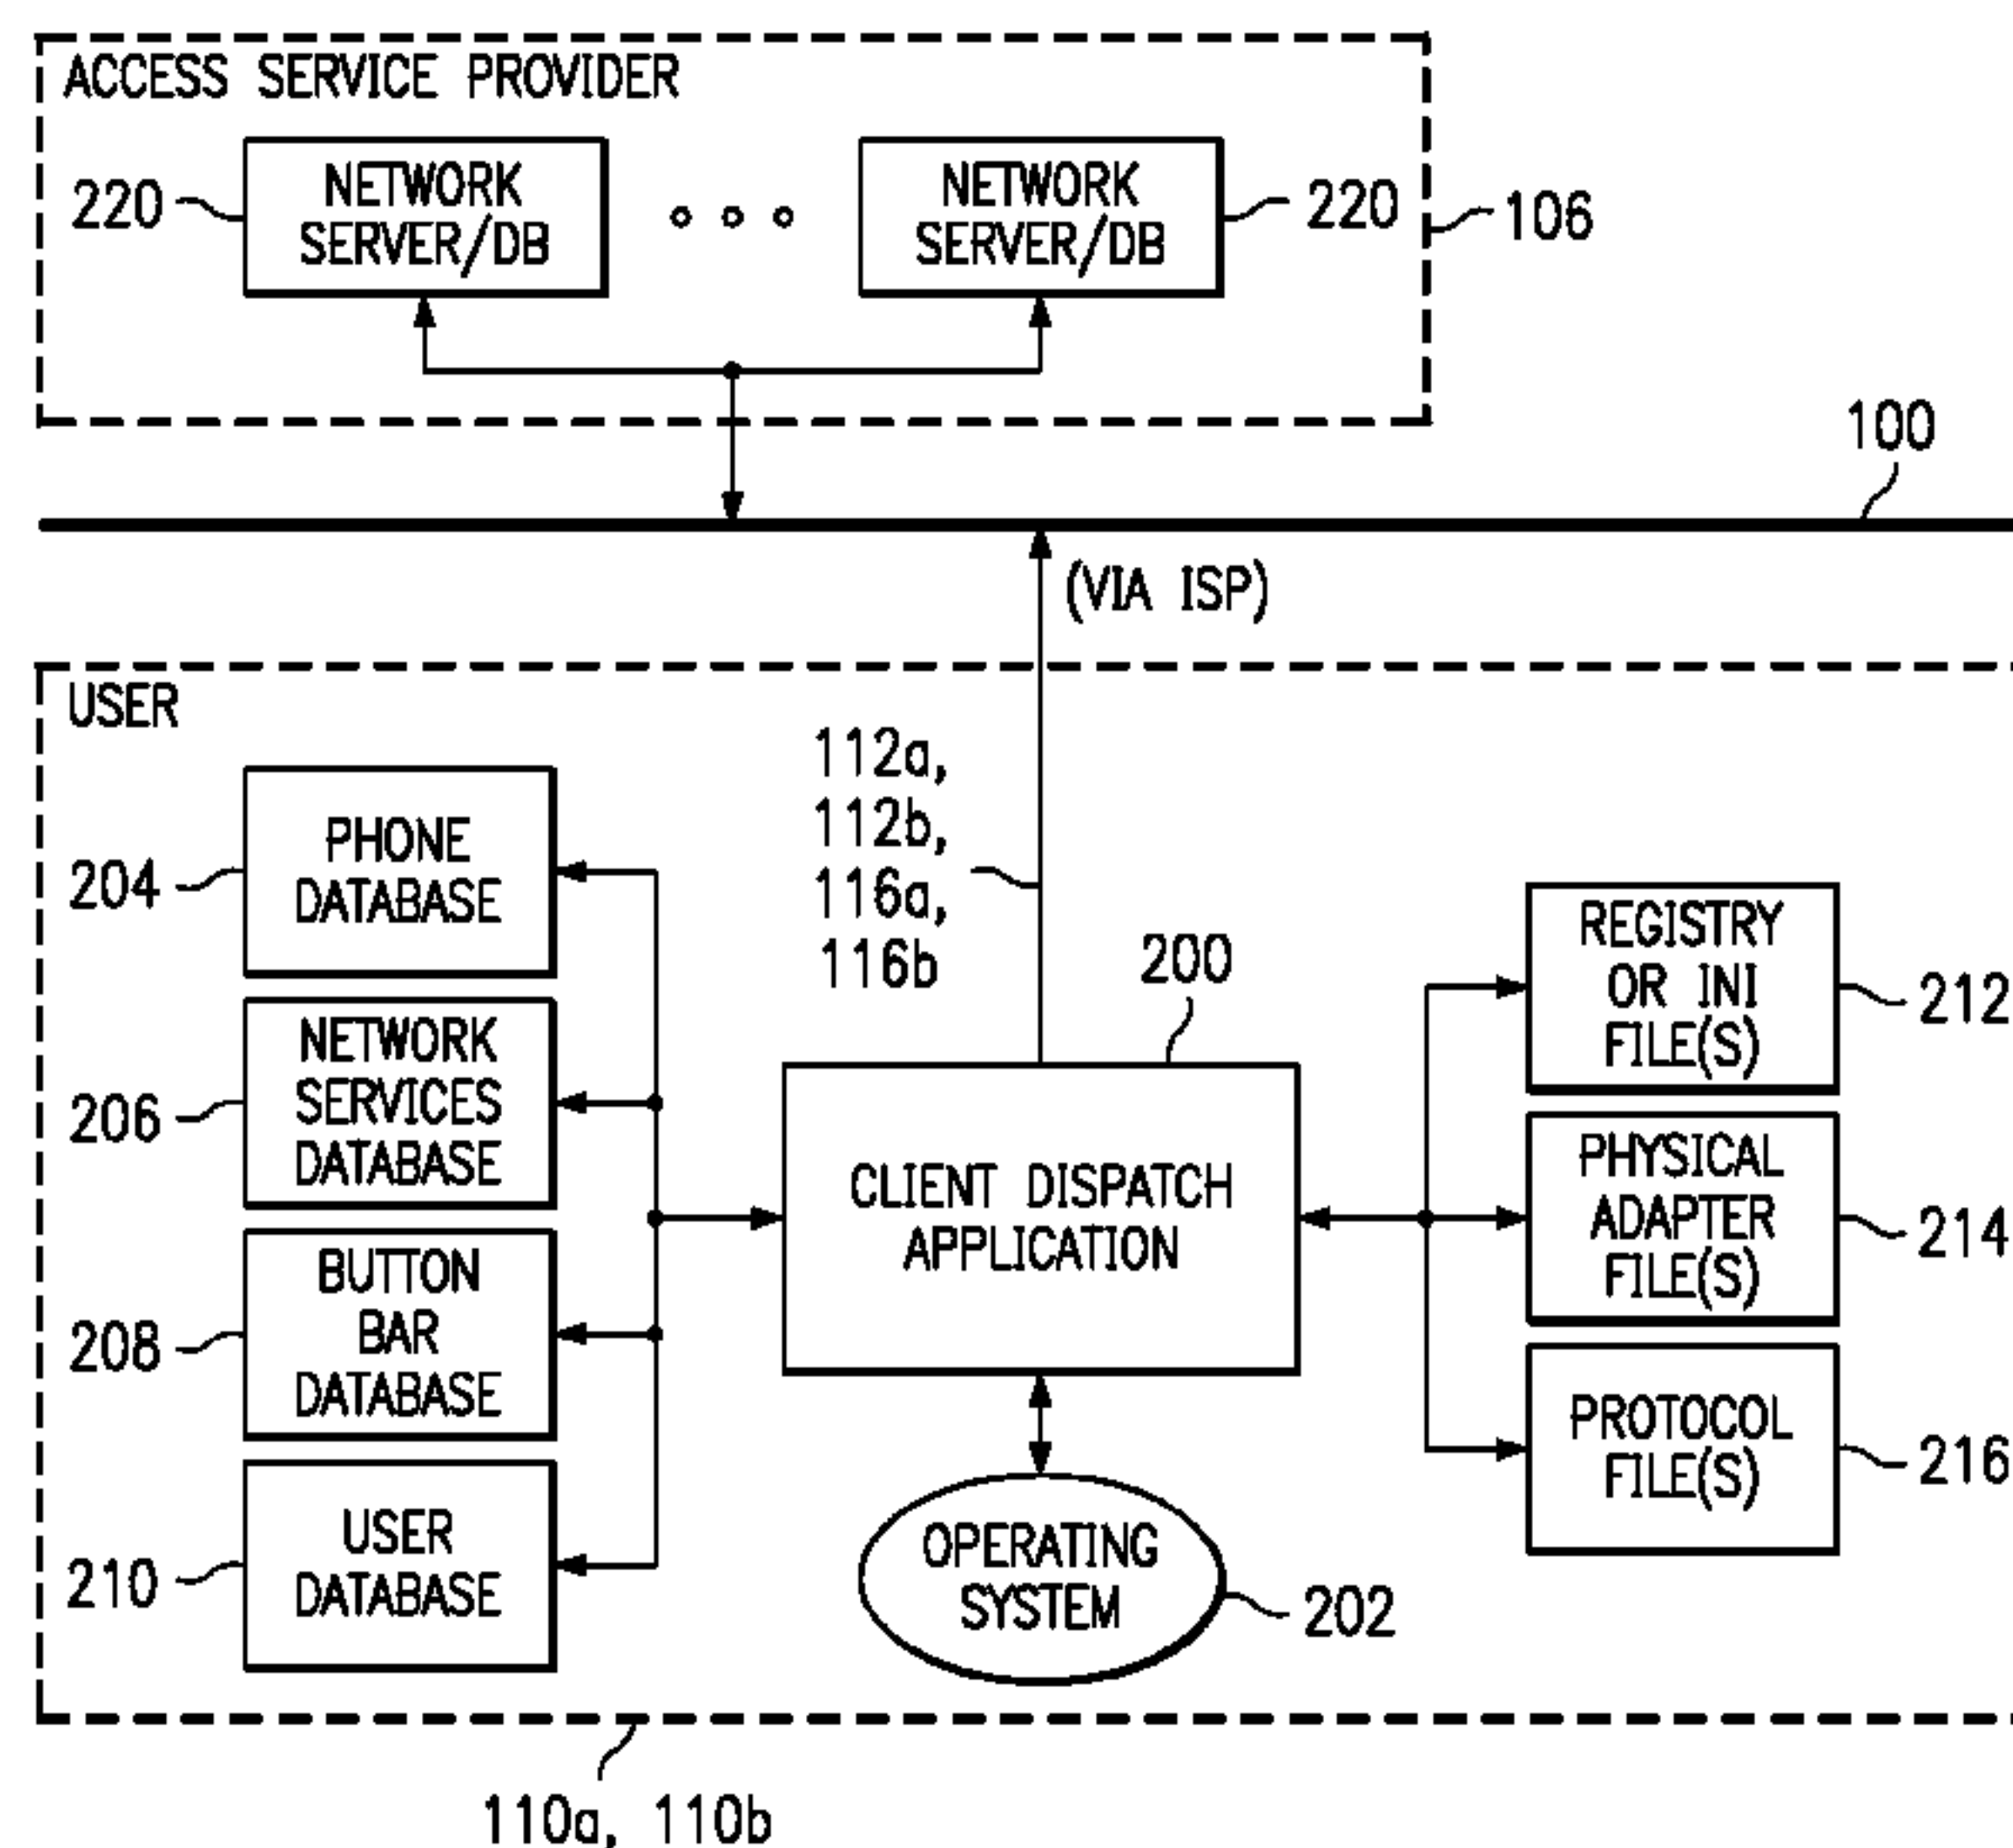 ACCESS SERVICE PROVIDER
NETWORK
SERVER/DB
NETWORK
SERVER/DB
220
220
106
100
(VIA ISP)
USER
112a,
112b,
116a,
116b
PHONE
DATABASE
204
NETWORK
SERVICES
DATABASE
206
BUTTON
BAR
DATABASE
208
USER
DATABASE
210
200
CLIENT DISPATCH
APPLICATION
OPERATING
SYSTEM
202
REGISTRY
OR INI
FILE(S)
212
PHYSICAL
ADAPTER
FILE(S)
214
PROTOCOL
FILE(S)
216
110a, 110b